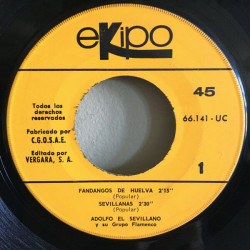 eKipo
Todos los
derechos
reservados
45
66.141-UC
Fabricado por
C.G.D.S.A.E.
Editado por
VERGARA, S. A.
1
FANDANGOS DE HUELVA 2'15"
(Popular)
SEVILLANAS 2'30"
(Popular)
ADOLFO EL SEVILLANO
y su Grupo Flamenco